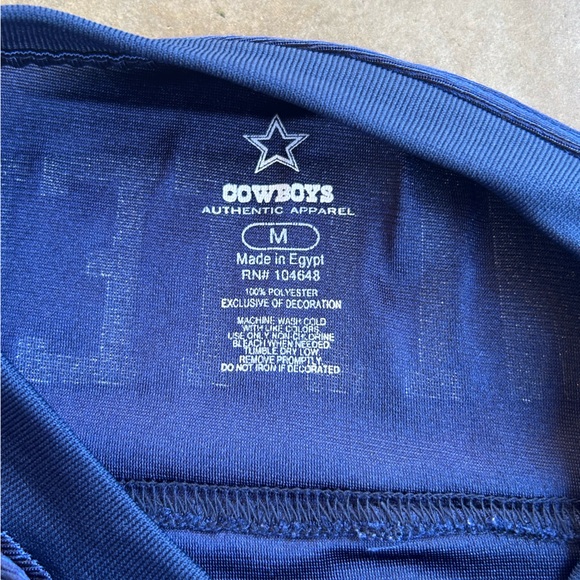 COWBOYS
AUTHENTIC APPAREL
M
Made in Egypt
RN# 104648
100% POLYESTER
EXCLUSIVE OF DECORATION
MACHINE WASH COLD
WITH LIKE COLORS.
USE ONLY NON-CHLORINE
BLEACH WHEN NEEDED.
TUMBLE DRY LOW.
REMOVE PROMPTLY.
DO NOT IRON IF DECORATED